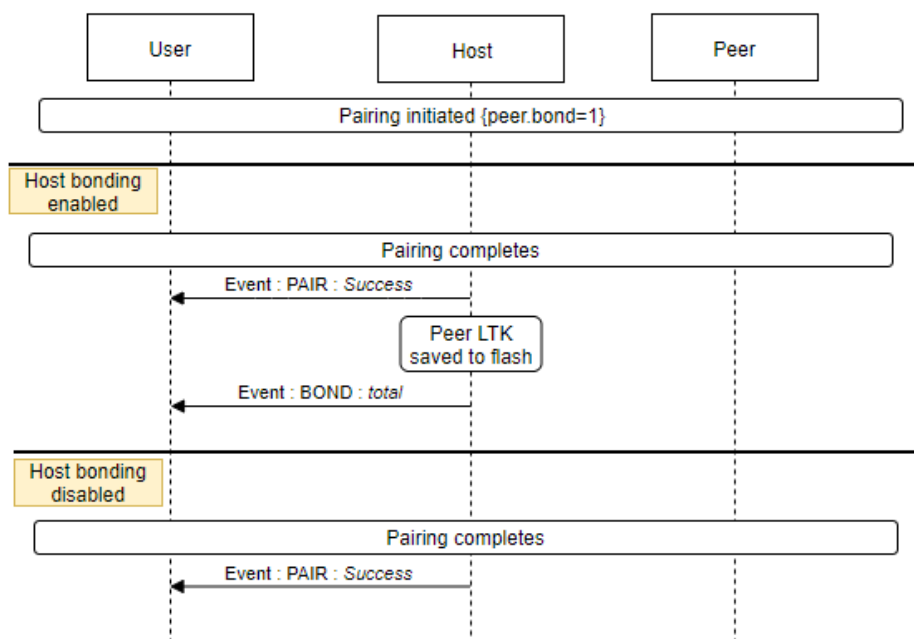 User
Host
Peer
Pairing initiated {peer.bond=1}
Host bonding
enabled
Pairing completes
Event : PAIR : Success
Peer LTK
saved to flash
Event : BOND : total
Host bonding
disabled
Pairing completes
Event : PAIR : Success